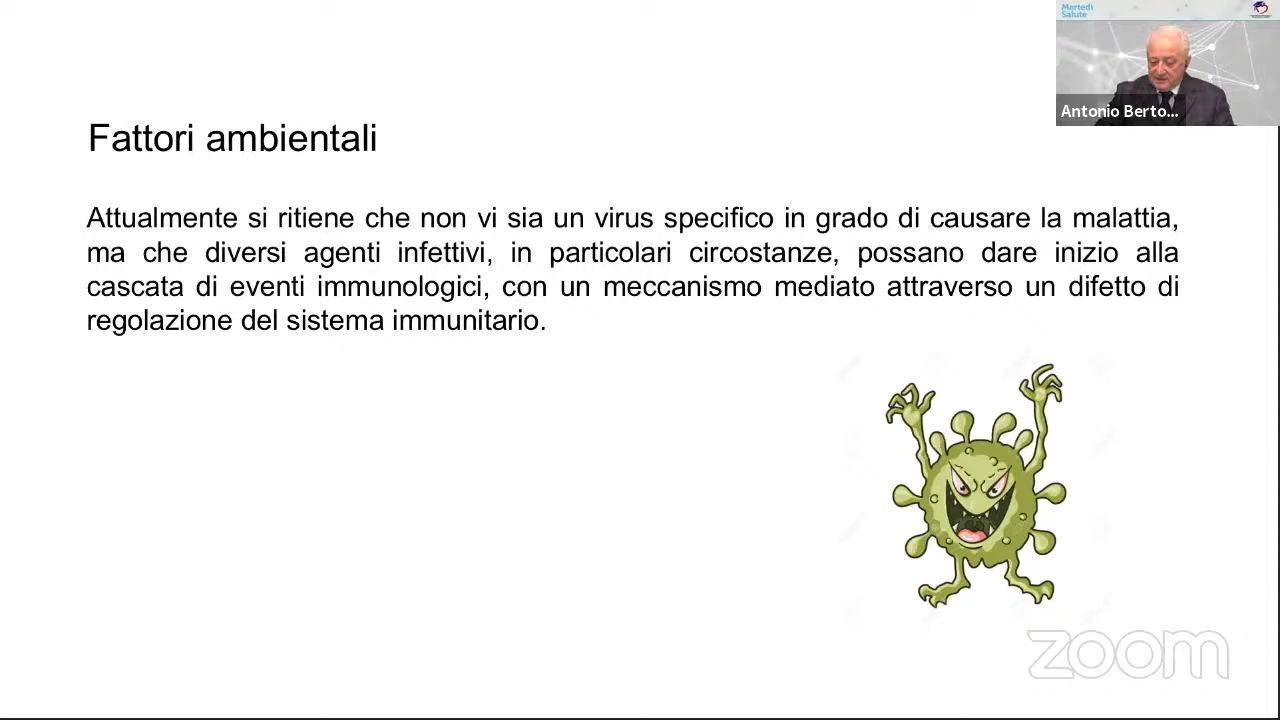 Martedì
Salute
Antonio Berto...
Fattori ambientali
Attualmente si ritiene che non vi sia un virus specifico in grado di causare la malattia,
ma che diversi agenti infettivi, in particolari circostanze, possano dare inizio alla
cascata di eventi immunologici, con un meccanismo mediato attraverso un difetto di
regolazione del sistema immunitario.
zoom